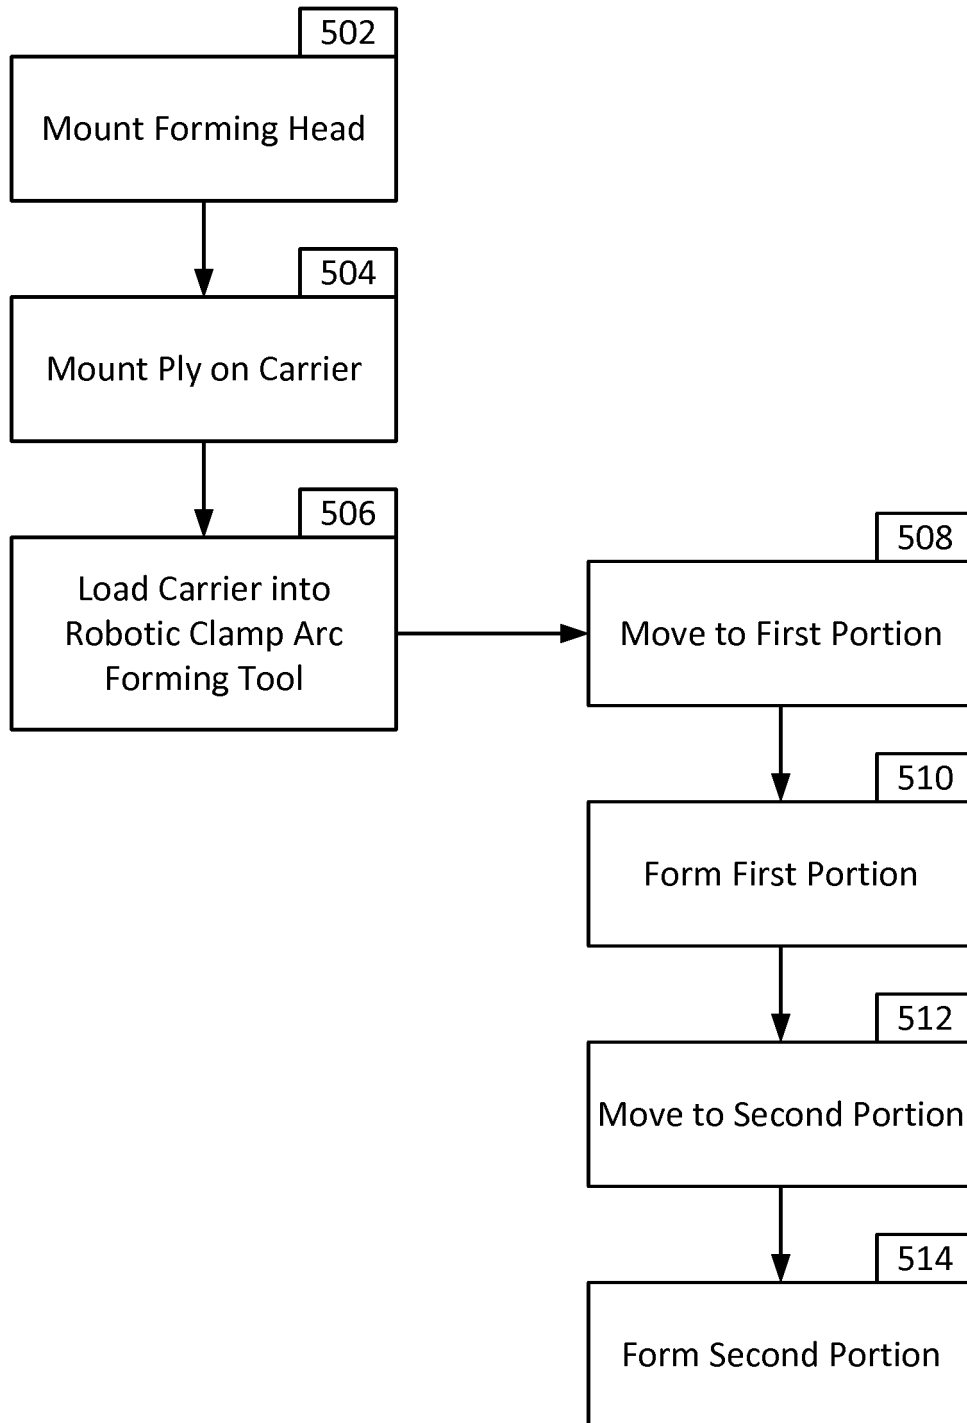 502
Mount Forming Head
504
Mount Ply on Carrier
506
Load Carrier into
Robotic Clamp Arc
Forming Tool
508
Move to First Portion
510
Form First Portion
512
Move to Second Portion
514
Form Second Portion